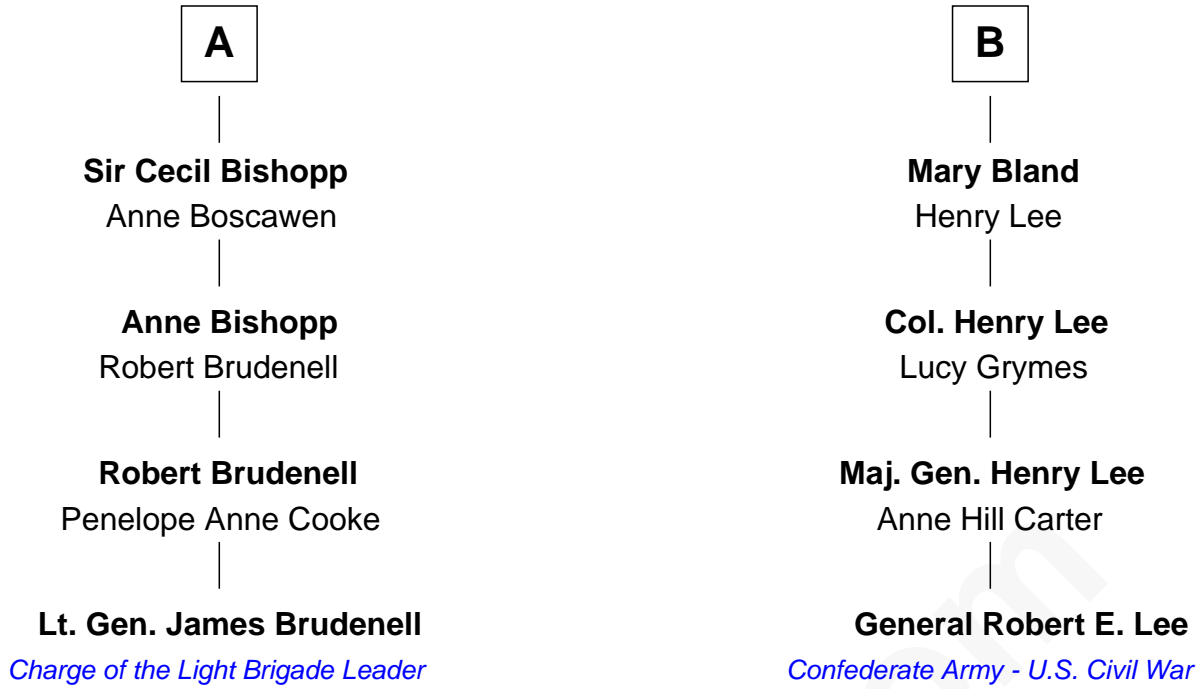 A
Sir Cecil Bishopp
Anne Boscawen
Anne Bishopp
Robert Brudenell
Robert Brudenell
Penelope Anne Cooke
Lt. Gen. James Brudenell
Charge of the Light Brigade Leader
B
Mary Bland
Henry Lee
Col. Henry Lee
Lucy Grymes
Maj. Gen. Henry Lee
Anne Hill Carter
General Robert E. Lee
Confederate Army - U.S. Civil War
om